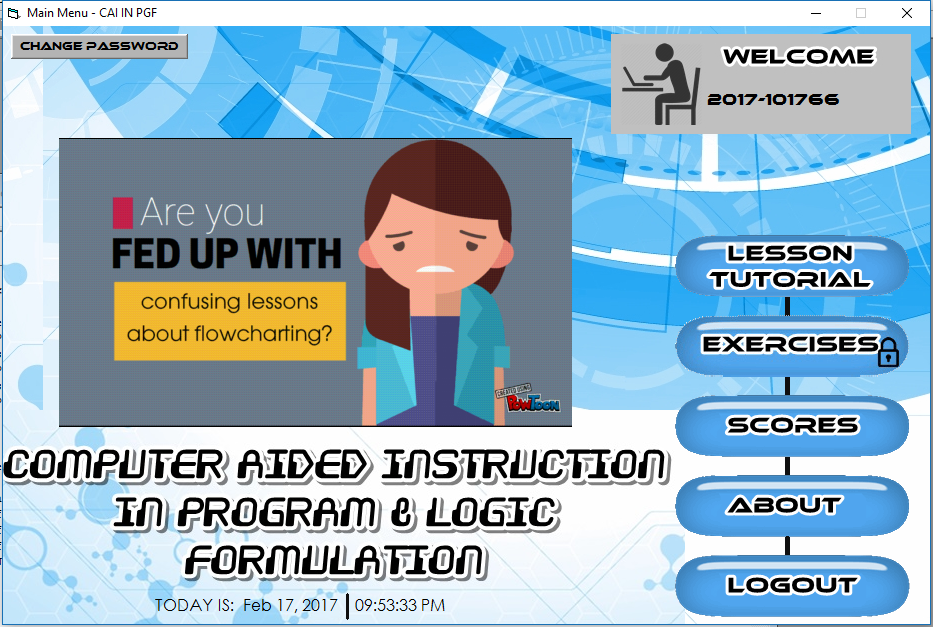 Main Menu - CAI IN PGF
CHANGE PASSWORD
WELCOME
2017-101766
Are you
FED UP WITH
confusing lessons
about flowcharting?
CREATED USING
POWTOON
LESSON
TUTORIAL
EXERCISES
SCORES
ABOUT
LOGOUT
COMPUTER AIDED INSTRUCTION
IN PROGRAM & LOGIC
FORMULATION
TODAY IS: Feb 17, 2017 | 09:53:33 PM